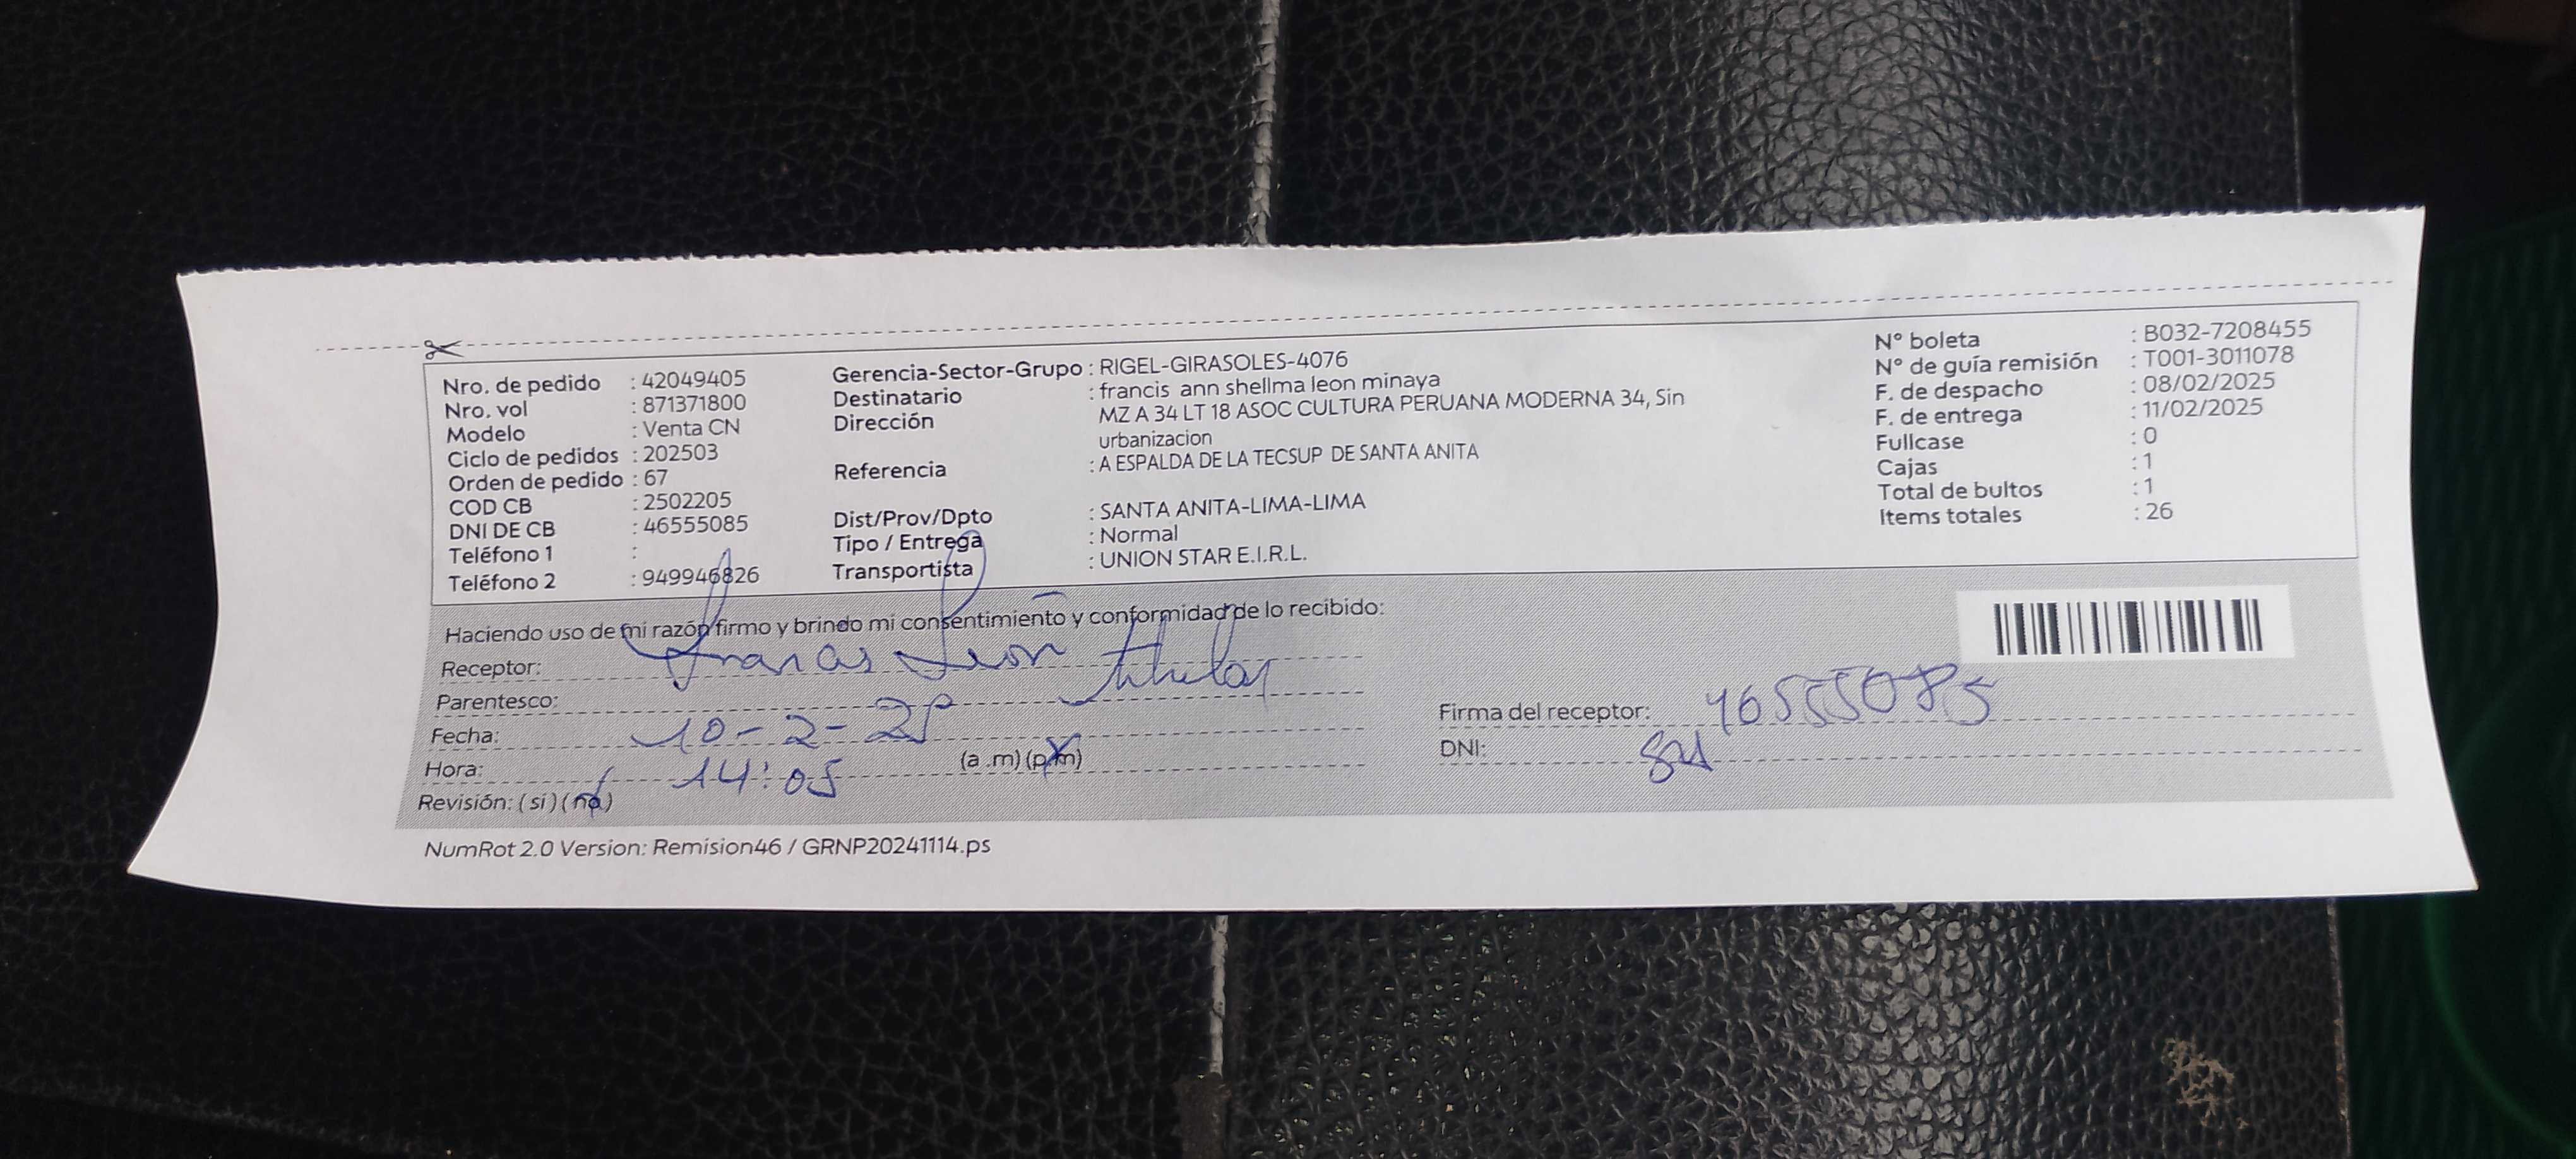 Nro. de pedido : 42049405
Nro. vol : 871371800
Modelo : Venta CN
Ciclo de pedidos : 202503
Orden de pedido : 67
COD CB : 2502205
DNI DE CB : 46555085
Teléfono 1 :
Teléfono 2 : 949946826
Gerencia-Sector-Grupo : RIGEL-GIRASOLES-4076
Destinatario : francis ann shellma leon minaya
Dirección MZ A 34 LT 18 ASOC CULTURA PERUANA MODERNA 34, Sin
urbanizacion
Referencia : A ESPALDA DE LA TECSUP DE SANTA ANITA
Dist/Prov/Dpto : SANTA ANITA-LIMA-LIMA
Tipo / Entrega : Normal
Transportista : UNION STAR E.I.R.L.
N° boleta : B032-7208455
N° de guía remisión : T001-3011078
F. de despacho : 08/02/2025
F. de entrega : 11/02/2025
Fullcase : 0
Cajas : 1
Total de bultos : 1
Items totales : 26
Haciendo uso de mi razón firmo y brindo mi consentimiento y conformidad de lo recibido:
Receptor: Francis León
Parentesco: titular
Fecha: 10-2-25
Hora: 14:05 (a .m) (p.m)
Revisión: ( si ) ( no )
Firma del receptor: 46555085
DNI:
NumRot 2.0 Version: Remision46 / GRNP20241114.ps